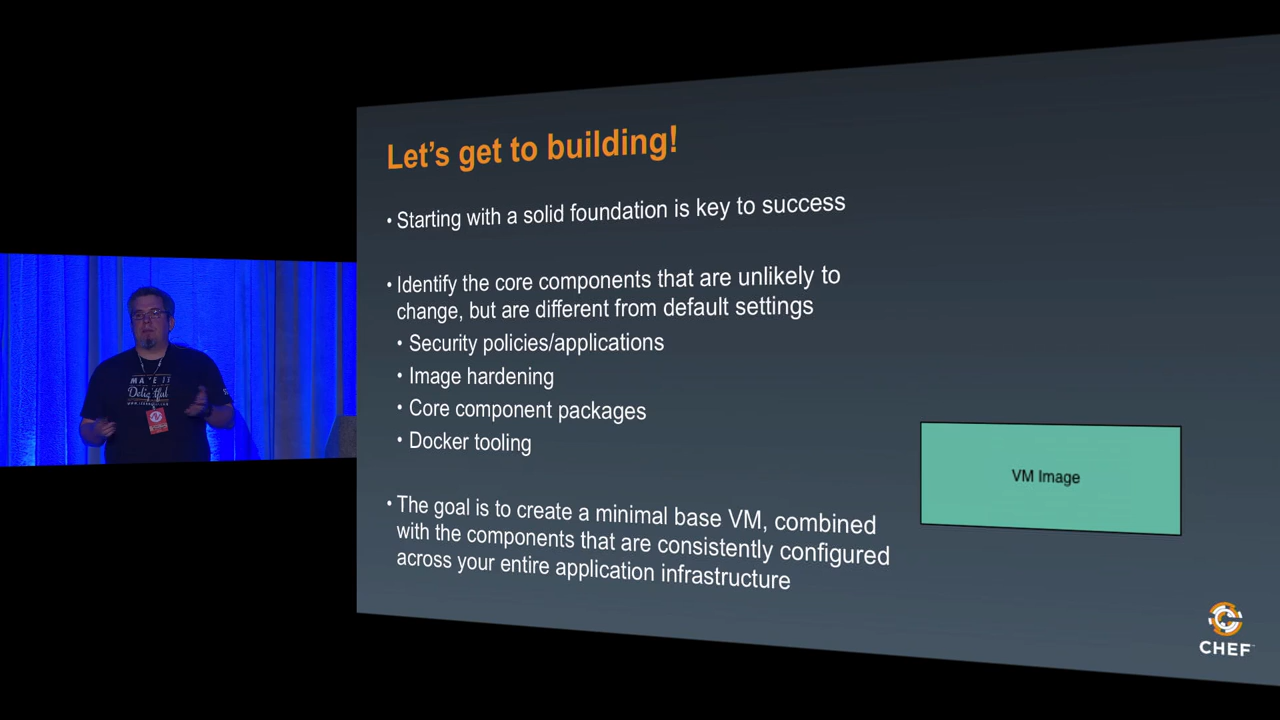 Let's get to building!
• Starting with a solid foundation is key to success
• Identify the core components that are unlikely to
change, but are different from default settings
• Security policies/applications
• Image hardening
• Core component packages
• Docker tooling
• The goal is to create a minimal base VM, combined
with the components that are consistently configured
across your entire application infrastructure
VM Image
CHEF
MAKE IT
Delightful